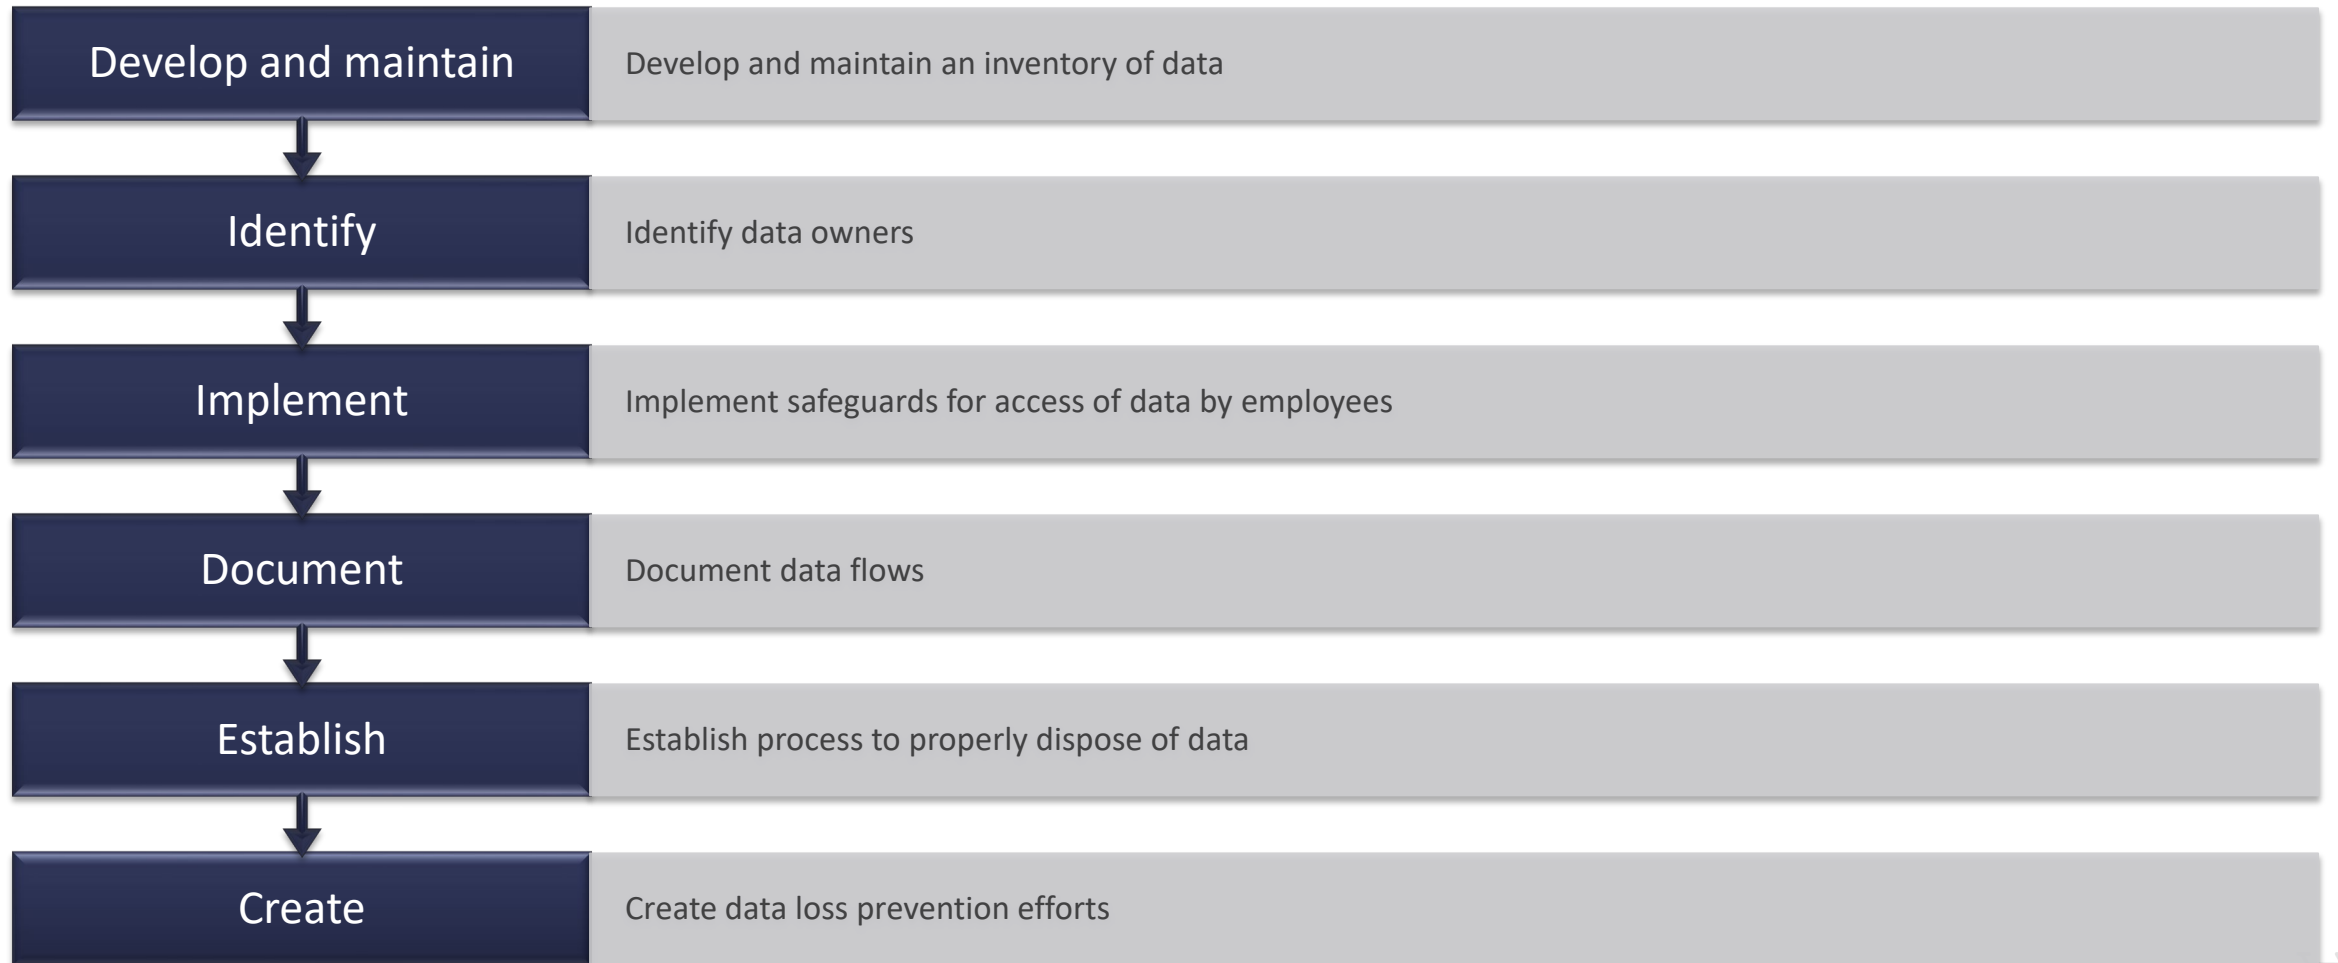 Develop and maintain
Develop and maintain an inventory of data
Identify
Identify data owners
Implement
Implement safeguards for access of data by employees
Document
Document data flows
Establish
Establish process to properly dispose of data
Create
Create data loss prevention efforts